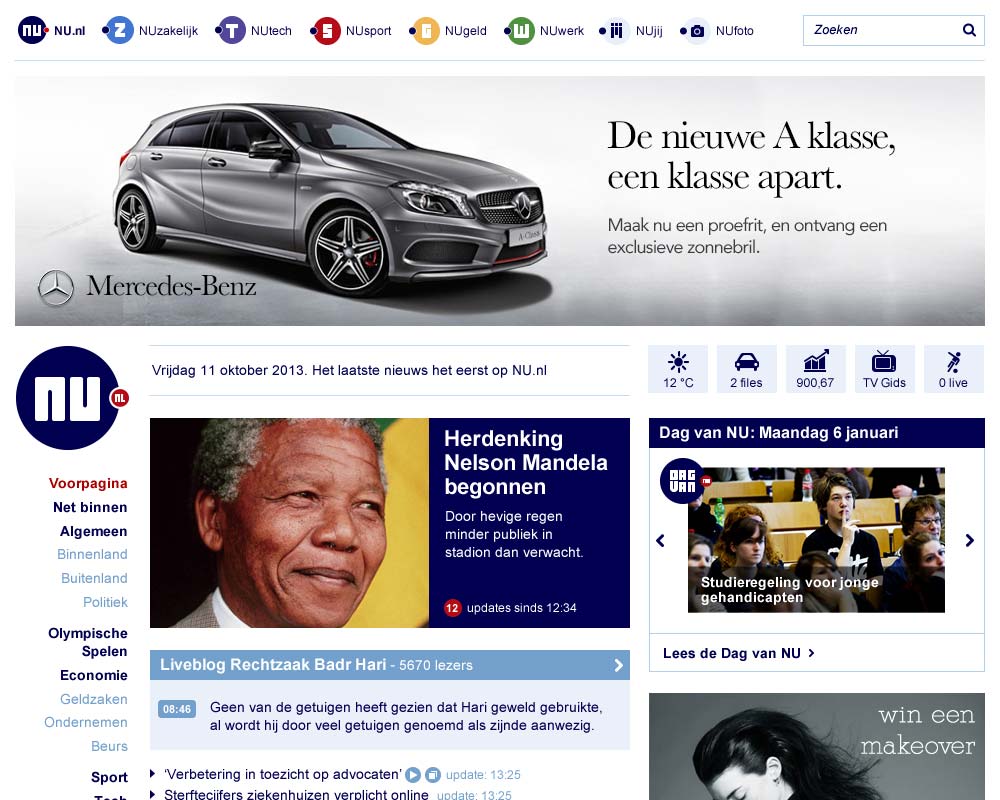 nu NU.nl Z NUzakelijk T NUtech S NUsport G NUgeld W NUwerk NUjij NUfoto Zoeken
De nieuwe A klasse,
een klasse apart.
Maak nu een proefrit, en ontvang een
exclusieve zonnebril.
A-Class
Mercedes-Benz
nu NL
Vrijdag 11 oktober 2013. Het laatste nieuws het eerst op NU.nl
12 °C 2 files 900,67 TV Gids 0 live
Voorpagina
Net binnen
Algemeen
Binnenland
Buitenland
Politiek
Olympische
Spelen
Economie
Geldzaken
Ondernemen
Beurs
Sport
Tech
Herdenking
Nelson Mandela
begonnen
Door hevige regen
minder publiek in
stadion dan verwacht.
12 updates sinds 12:34
Liveblog Rechtzaak Badr Hari - 5670 lezers
08:46 Geen van de getuigen heeft gezien dat Hari geweld gebruikte,
al wordt hij door veel getuigen genoemd als zijnde aanwezig.
‘Verbetering in toezicht op advocaten’ update: 13:25
Sterftecijfers ziekenhuizen verplicht online update: 13:25
Dag van NU: Maandag 6 januari
DAG
VAN
Studieregeling voor jonge
gehandicapten
Lees de Dag van NU
win een
makeover